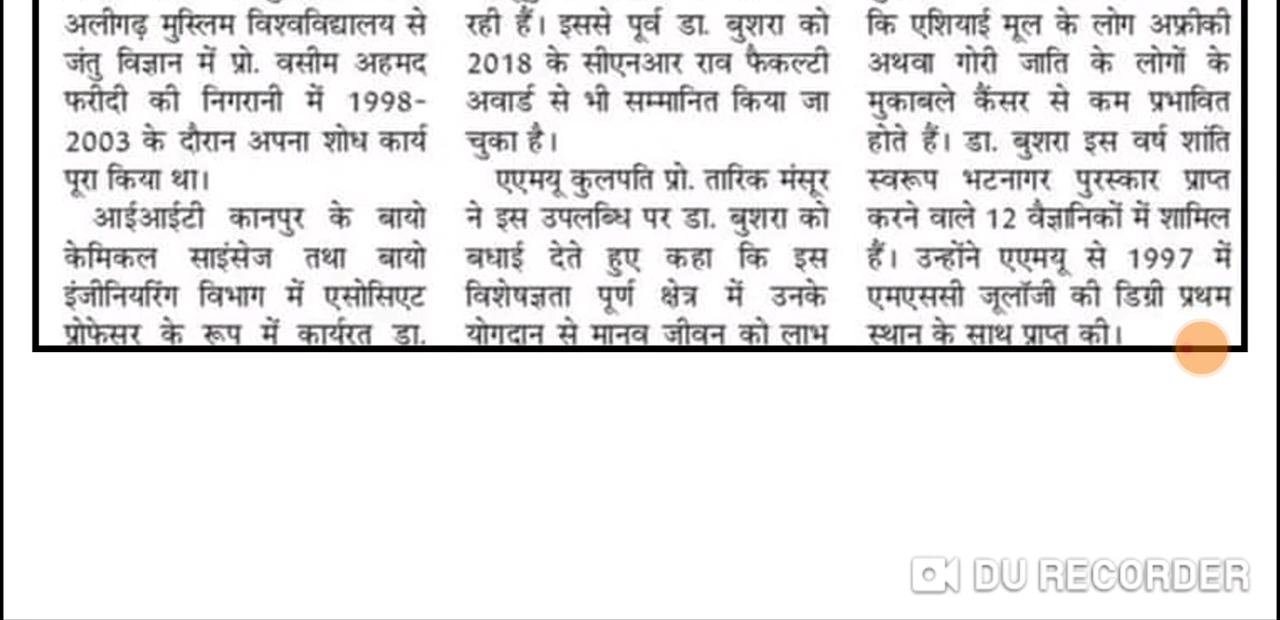 अलीगढ़ मुस्लिम विश्वविद्यालय से
जंतु विज्ञान में प्रो. वसीम अहमद
फरीदी की निगरानी में 1998-
2003 के दौरान अपना शोध कार्य
पूरा किया था।
आईआईटी कानपुर के बायो
केमिकल साइंसेज तथा बायो
इंजीनियरिंग विभाग में एसोसिएट
प्रोफेसर के रूप में कार्यरत डा.
रही हैं। इससे पूर्व डा. बुशरा को
2018 के सीएनआर राव फैकल्टी
अवार्ड से भी सम्मानित किया जा
चुका है।
एएमयू कुलपति प्रो. तारिक मंसूर
ने इस उपलब्धि पर डा. बुशरा को
बधाई देते हुए कहा कि इस
विशेषज्ञता पूर्ण क्षेत्र में उनके
योगदान से मानव जीवन को लाभ
कि एशियाई मूल के लोग अफ्रीकी
अथवा गोरी जाति के लोगों के
मुकाबले कैंसर से कम प्रभावित
होते हैं। डा. बुशरा इस वर्ष शांति
स्वरूप भटनागर पुरस्कार प्राप्त
करने वाले 12 वैज्ञानिकों में शामिल
हैं। उन्होंने एएमयू से 1997 में
एमएससी जूलॉजी की डिग्री प्रथम
स्थान के साथ प्राप्त की।
DU RECORDER